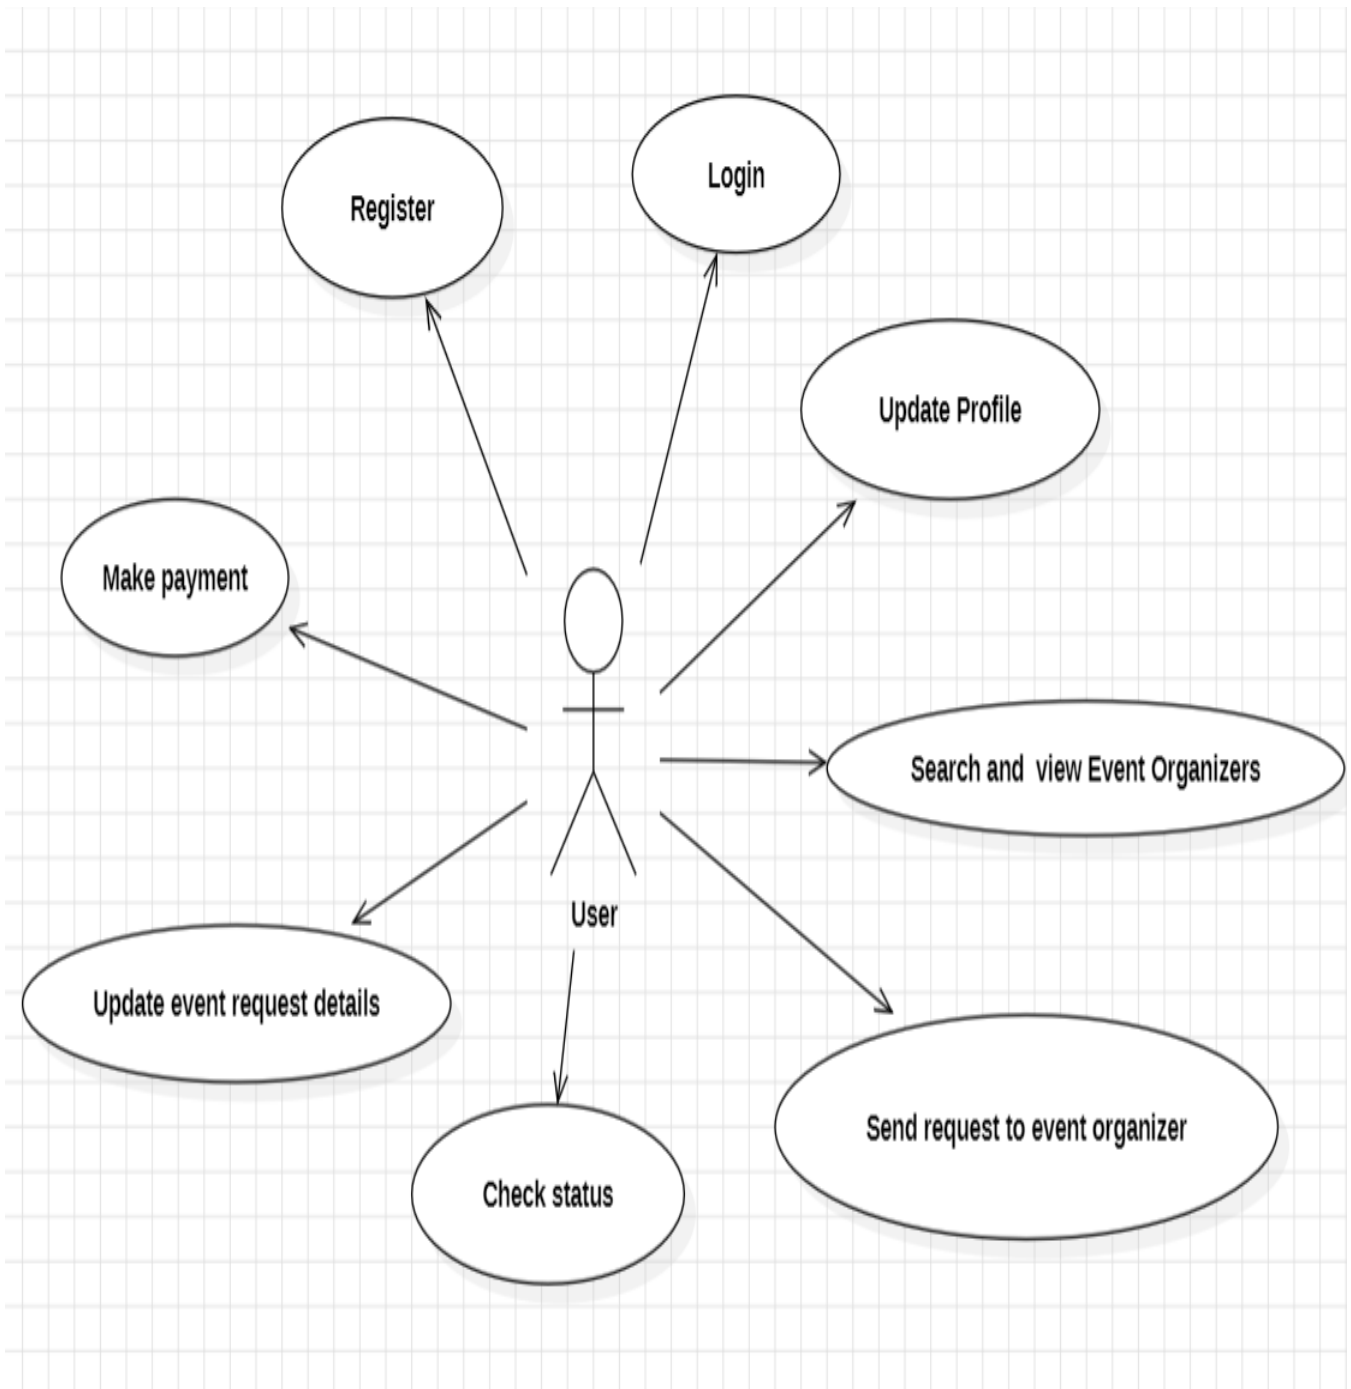 Login
Register
Update Profile
Make payment
Search and  view Event Organizers
User
Update event request details
Send request to event organizer
Check status